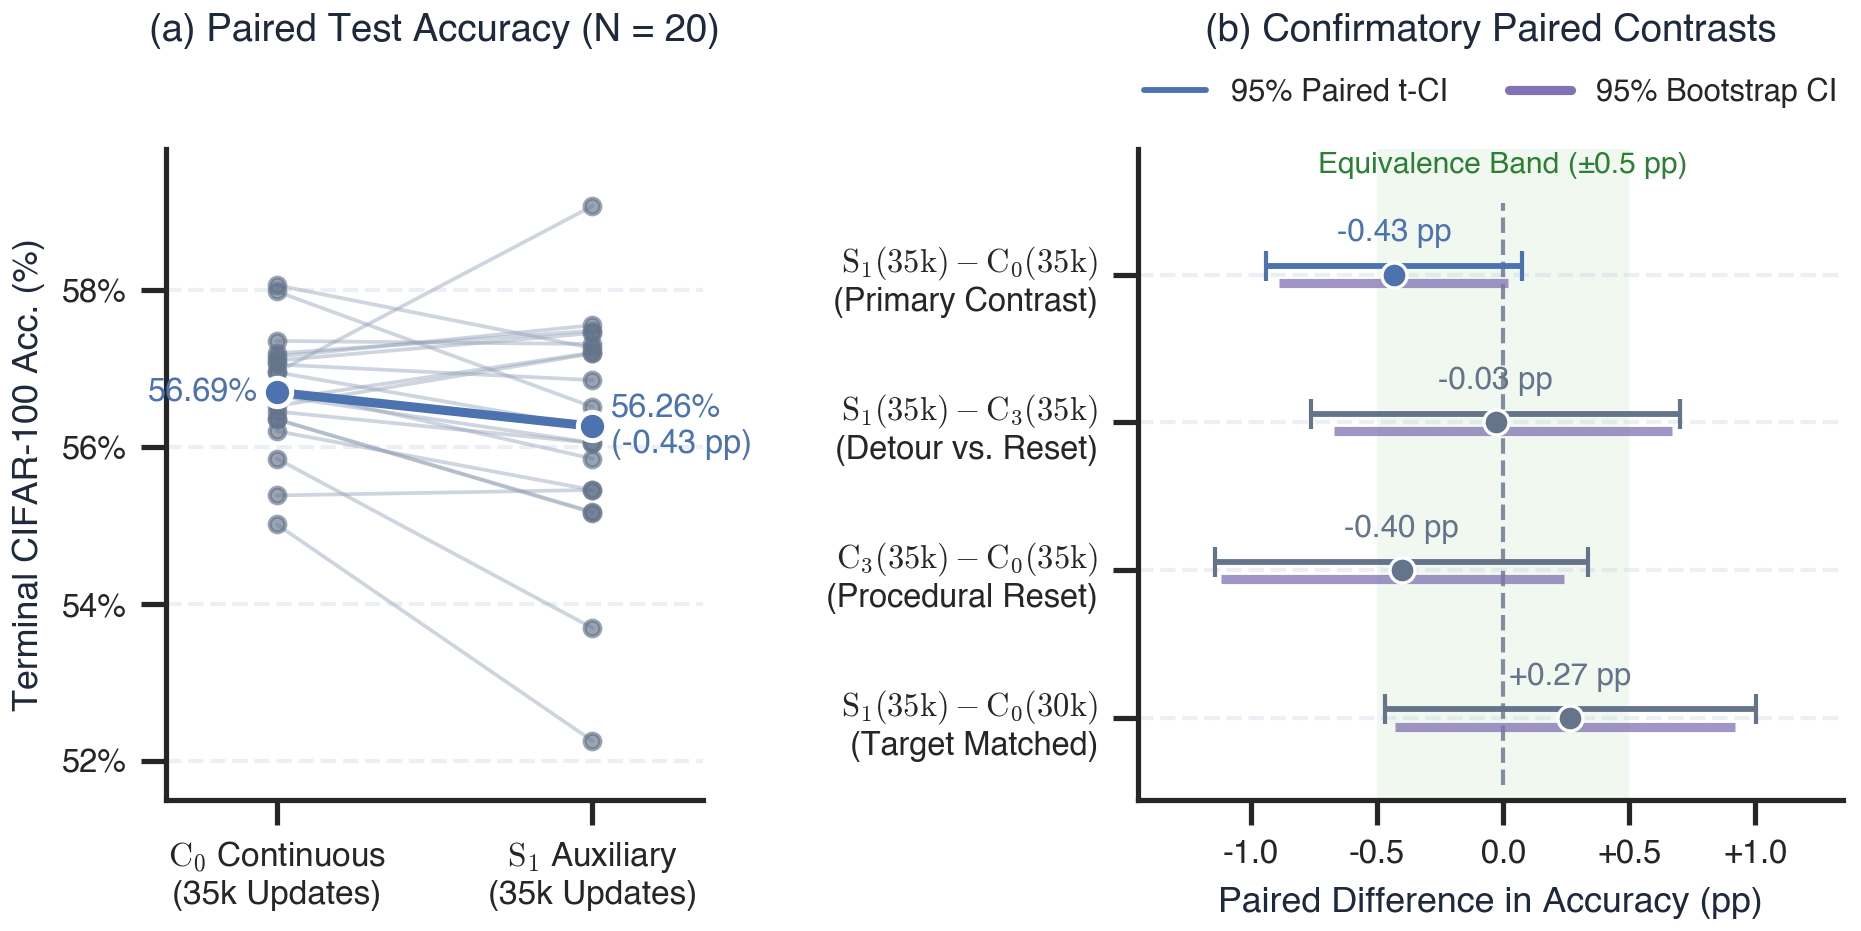 (a) Paired Test Accuracy (N = 20)
Terminal CIFAR-100 Acc. (%)
58%
56%
54%
52%
56.69%
56.26%
(-0.43 pp)
C₀ Continuous
(35k Updates)
S₁ Auxiliary
(35k Updates)
(b) Confirmatory Paired Contrasts
95% Paired t-CI
95% Bootstrap CI
Equivalence Band (±0.5 pp)
S₁(35k) − C₀(35k)
(Primary Contrast)
-0.43 pp
S₁(35k) − C₃(35k)
(Detour vs. Reset)
-0.03 pp
C₃(35k) − C₀(35k)
(Procedural Reset)
-0.40 pp
S₁(35k) − C₀(30k)
(Target Matched)
+0.27 pp
-1.0
-0.5
0.0
+0.5
+1.0
Paired Difference in Accuracy (pp)